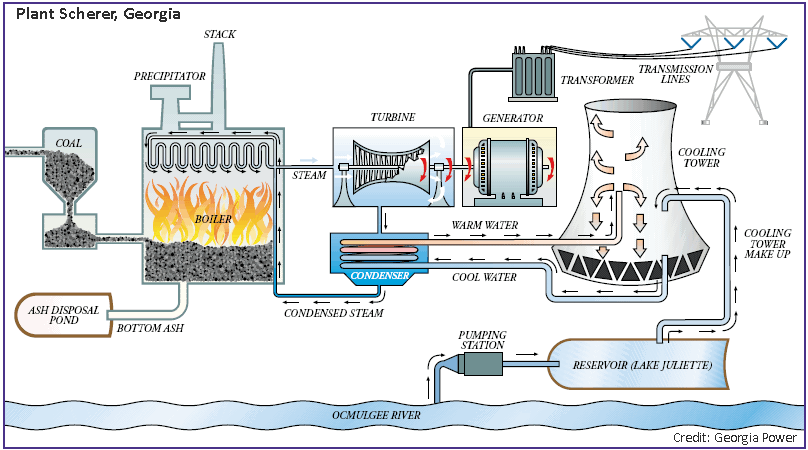 Plant Scherer, Georgia
STACK
PRECIPITATOR
TRANSFORMER
TRANSMISSION
LINES
COAL
TURBINE
GENERATOR
COOLING
TOWER
STEAM
BOILER
WARM WATER
COOLING
TOWER
MAKE UP
CONDENSER
COOL WATER
ASH DISPOSAL
POND
BOTTOM ASH
CONDENSED STEAM
PUMPING
STATION
RESERVOIR (LAKE JULIETTE)
OCMULGEE RIVER
Credit: Georgia Power